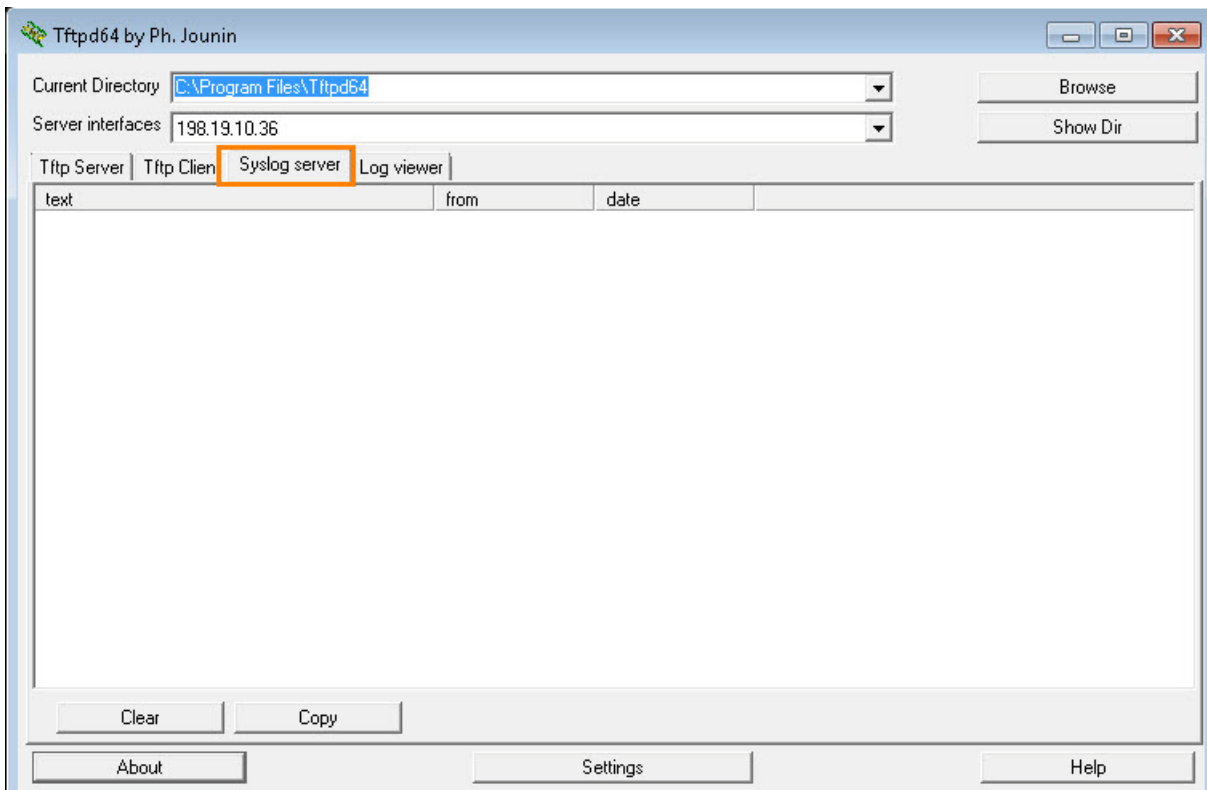 Tftpd64 by Ph. Jounin
Current Directory C:\Program Files\Tftpd64 Browse
Server interfaces 198.19.10.36 Show Dir
Tftp Server Tftp Clien Syslog server Log viewer
text from date
Clear Copy
About Settings Help